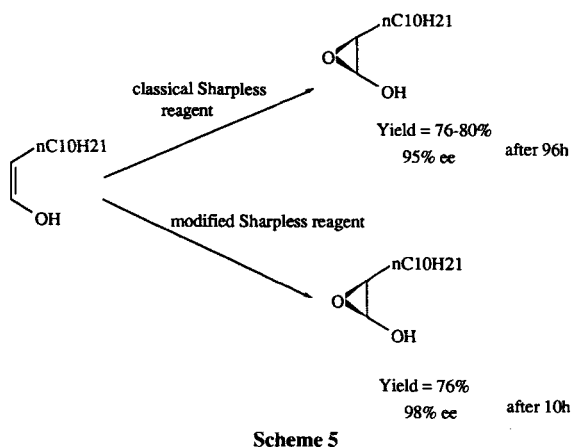 nC10H21
O
OH
classical Sharpless
reagent
Yield = 76-80%
95% ee after 96h
nC10H21
OH
modified Sharpless reagent
nC10H21
O
OH
Yield = 76%
98% ee after 10h
Scheme 5